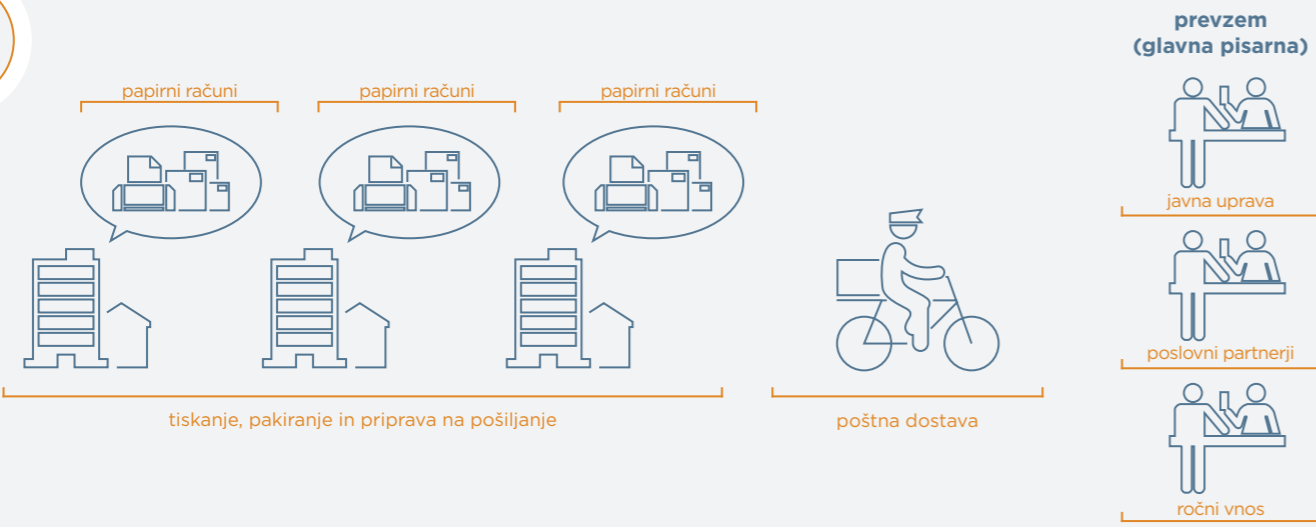 prevzem
(glavna pisarna)
papirni računi
papirni računi
papirni računi
javna uprava
poslovni partnerji
tiskanje, pakiranje in priprava na pošiljanje
poštna dostava
ročni vnos